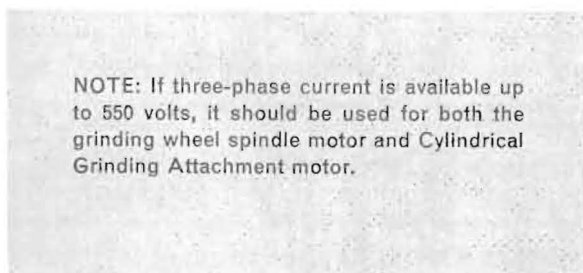 NOTE: If three-phase current is available up
to 550 volts, it should be used for both the
grinding wheel spindle motor and Cylindrical
Grinding Attachment motor.